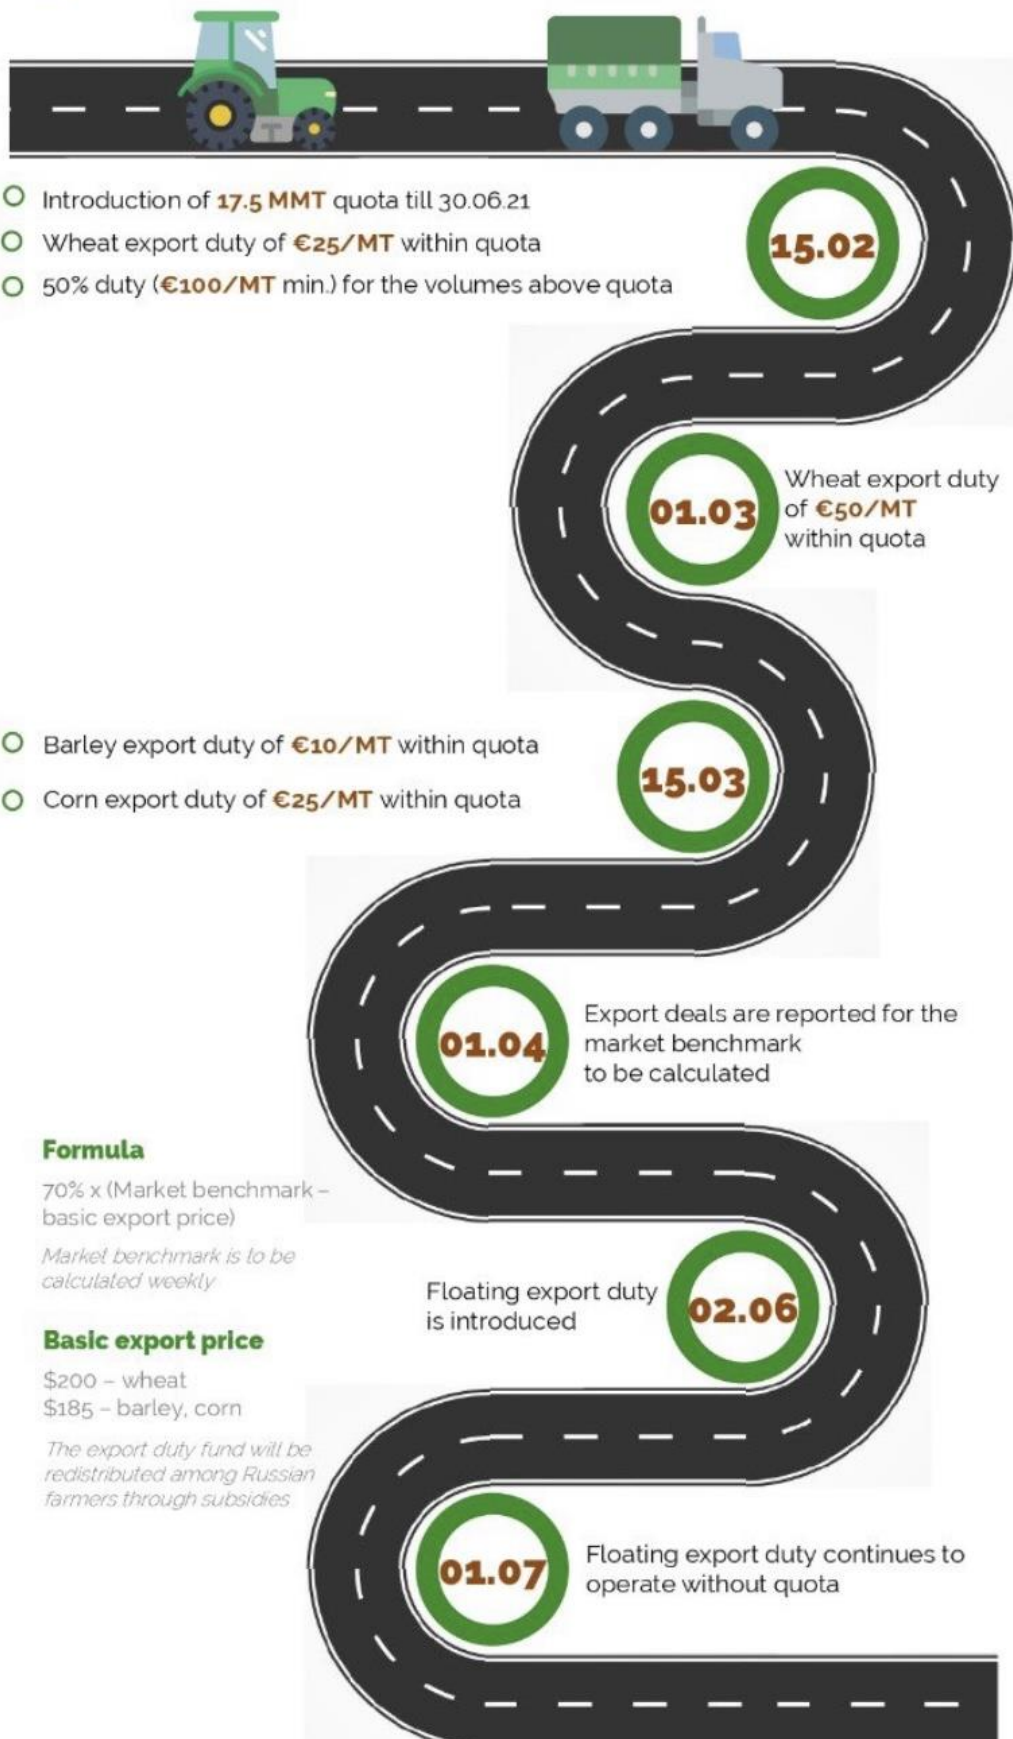 Introduction of 17.5 MMT quota till 30.06.21
Wheat export duty of €25/MT within quota
50% duty (€100/MT min.) for the volumes above quota
15.02
01.03
Wheat export duty
of €50/MT
within quota
Barley export duty of €10/MT within quota
Corn export duty of €25/MT within quota
15.03
01.04
Export deals are reported for the
market benchmark
to be calculated
Formula
70% x (Market benchmark –
basic export price)
Market benchmark is to be
calculated weekly
Floating export duty
is introduced
02.06
Basic export price
$200 – wheat
$185 – barley, corn
The export duty fund will be
redistributed among Russian
farmers through subsidies
01.07
Floating export duty continues to
operate without quota